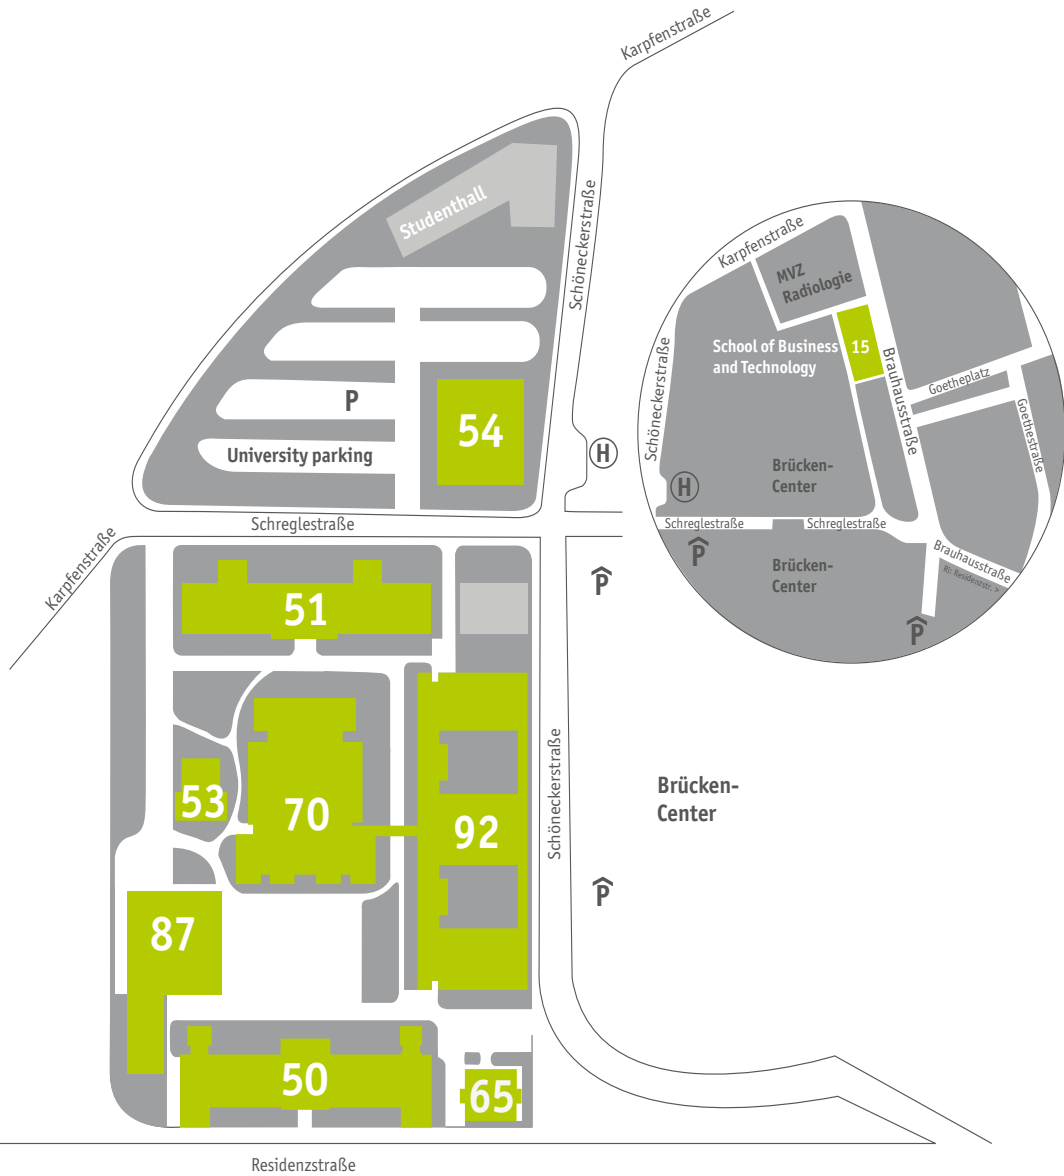 Karpfenstraße
Studenthall
Schöneckerstraße
P
54
University parking
H
Schreglestraße
Karpfenstraße
Karpfenstraße
MVZ
Radiologie
School of Business
and Technology
15
Schöneckerstraße
Brauhausstraße
Goetheplatz
Goethestraße
Brücken-
Center
H
Schreglestraße
Schreglestraße
P
Brücken-
Center
Brauhausstraße
Ri: Residenzstr. >
P
P
51
53
70
92
Schöneckerstraße
Brücken-
Center
P
87
50
65
Residenzstraße